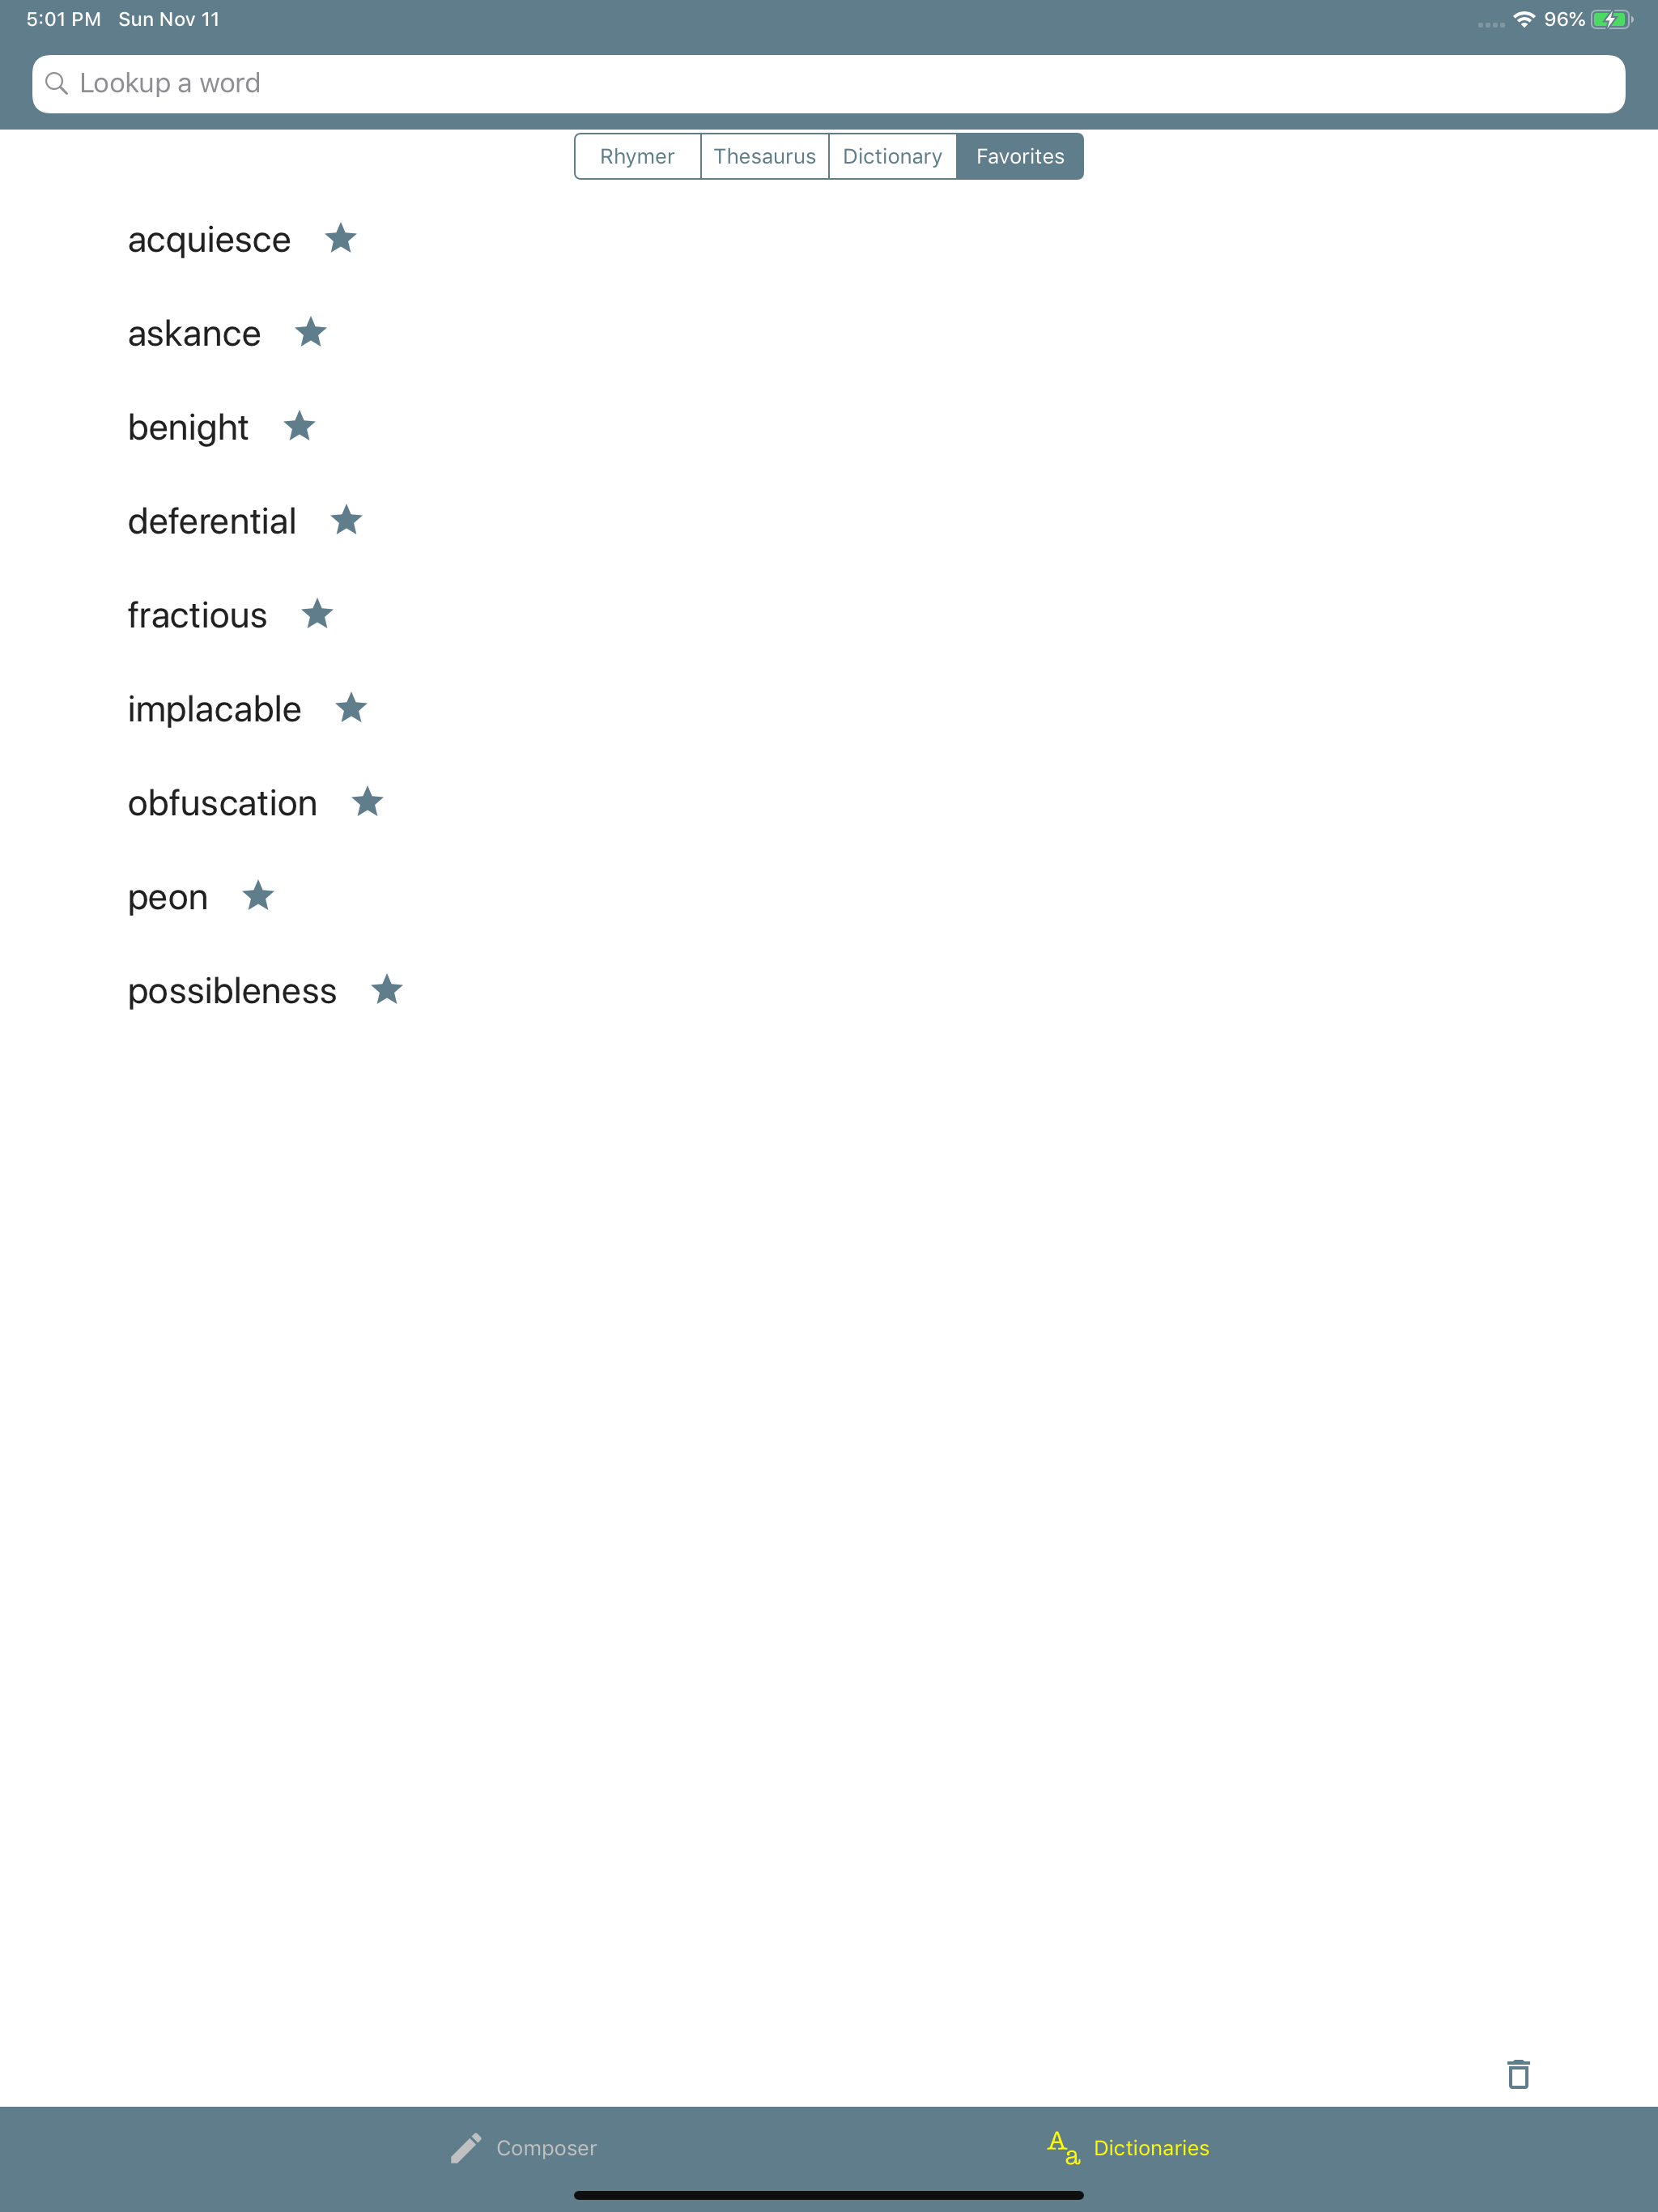 5:01 PM Sun Nov 11 96%
Lookup a word
Rhymer Thesaurus Dictionary Favorites
acquiesce
askance
benight
deferential
fractious
implacable
obfuscation
peon
possibleness
Composer Aa Dictionaries